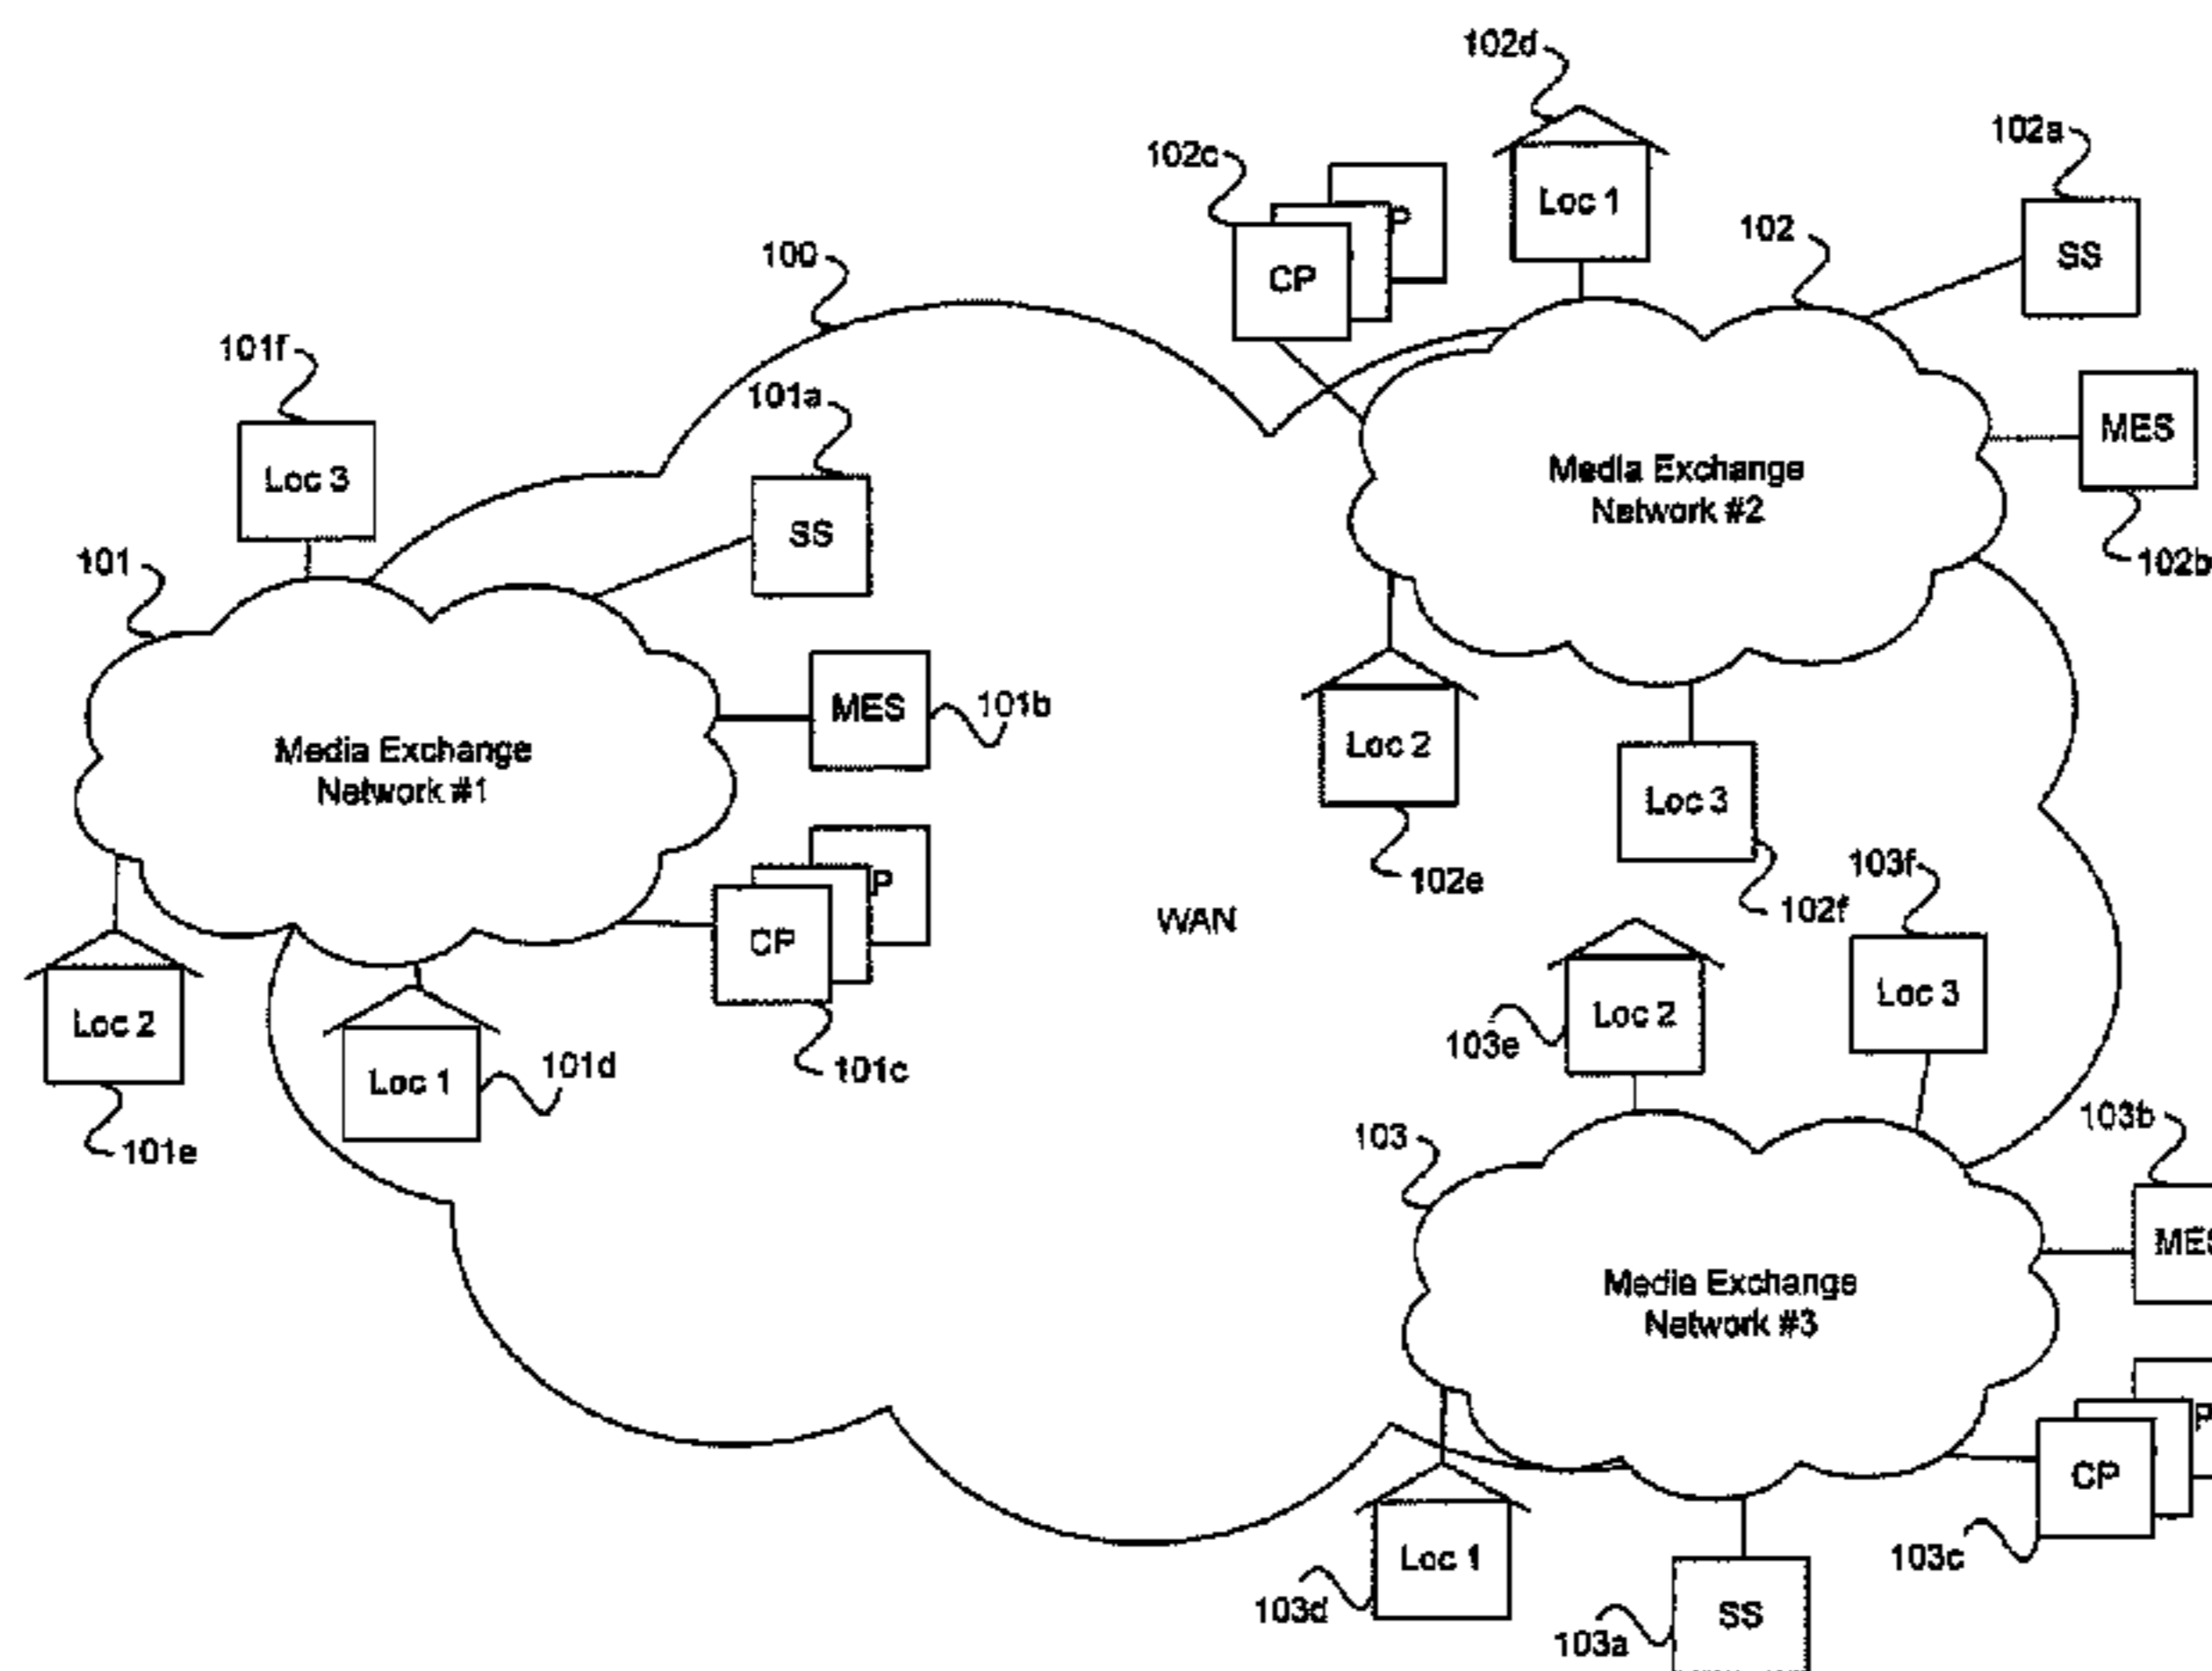 102d
102a
102c
Loc 1
102
SS
P
CP
100
101f
101a
MES
Loc 3
Media Exchange
Network #2
SS
101
102b
MES
101b
Loc 2
Media Exchange
Network #1
Loc 3
103f
P
102e
102f
WAN
CP
Loc 3
Loc 2
Loc 2
103e
101d
101c
Loc 1
103b
103
101e
MES
Media Exchange
Network #3
P
CP
Loc 1
103c
103d
SS
103a